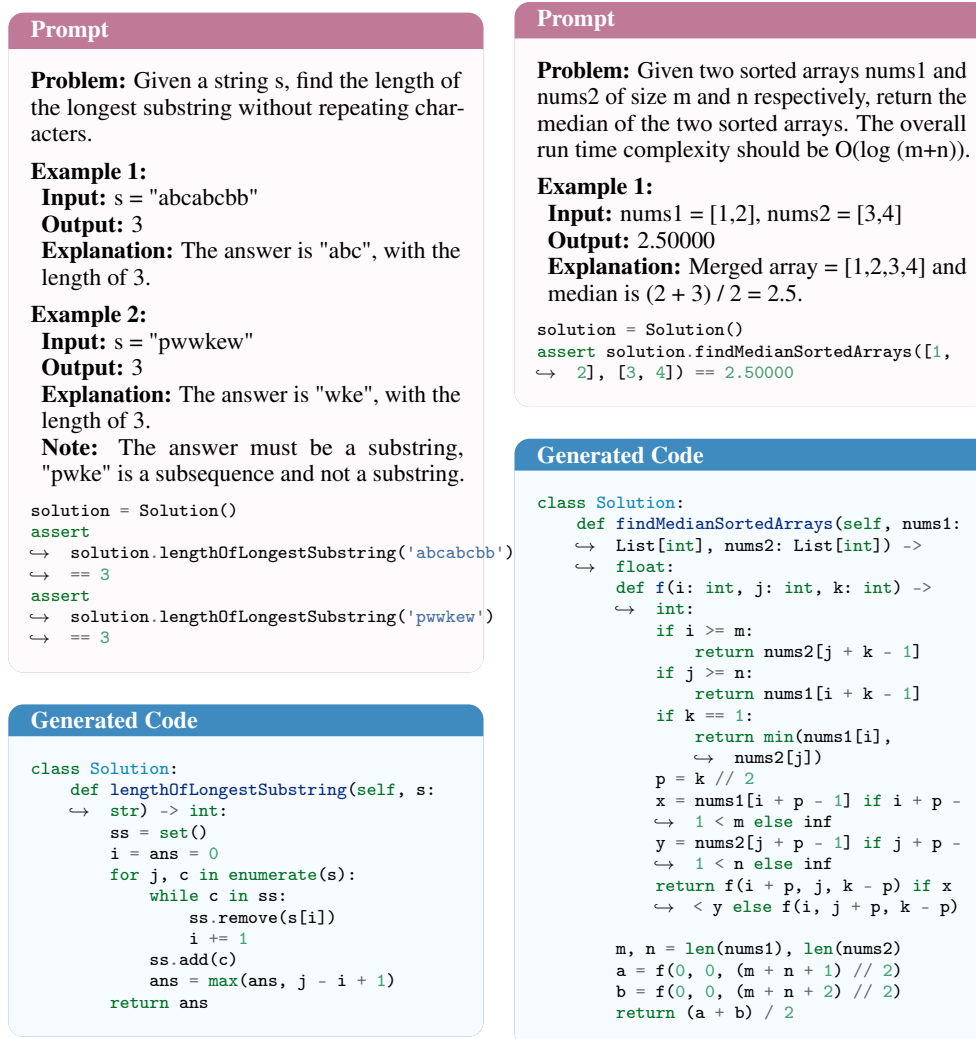 Prompt
Problem: Given a string s, find the length of
the longest substring without repeating char-
acters.
Example 1:
Input: s = "abcabcbb"
Output: 3
Explanation: The answer is "abc", with the
length of 3.
Example 2:
Input: s = "pwwkew"
Output: 3
Explanation: The answer is "wke", with the
length of 3.
Note: The answer must be a substring,
"pwke" is a subsequence and not a substring.
solution = Solution()
assert
↪ solution.lengthOfLongestSubstring('abcabcbb')
↪ == 3
assert
↪ solution.lengthOfLongestSubstring('pwwkew')
↪ == 3
Generated Code
class Solution:
    def lengthOfLongestSubstring(self, s:
    ↪ str) -> int:
        ss = set()
        i = ans = 0
        for j, c in enumerate(s):
            while c in ss:
                ss.remove(s[i])
                i += 1
            ss.add(c)
            ans = max(ans, j - i + 1)
        return ans
Prompt
Problem: Given two sorted arrays nums1 and
nums2 of size m and n respectively, return the
median of the two sorted arrays. The overall
run time complexity should be O(log (m+n)).
Example 1:
Input: nums1 = [1,2], nums2 = [3,4]
Output: 2.50000
Explanation: Merged array = [1,2,3,4] and
median is (2 + 3) / 2 = 2.5.
solution = Solution()
assert solution.findMedianSortedArrays([1,
↪ 2], [3, 4]) == 2.50000
Generated Code
class Solution:
    def findMedianSortedArrays(self, nums1:
    ↪ List[int], nums2: List[int]) ->
    ↪ float:
        def f(i: int, j: int, k: int) ->
        ↪ int:
            if i >= m:
                return nums2[j + k - 1]
            if j >= n:
                return nums1[i + k - 1]
            if k == 1:
                return min(nums1[i],
                ↪ nums2[j])
            p = k // 2
            x = nums1[i + p - 1] if i + p -
            ↪ 1 < m else inf
            y = nums2[j + p - 1] if j + p -
            ↪ 1 < n else inf
            return f(i + p, j, k - p) if x
            ↪ < y else f(i, j + p, k - p)
        m, n = len(nums1), len(nums2)
        a = f(0, 0, (m + n + 1) // 2)
        b = f(0, 0, (m + n + 2) // 2)
        return (a + b) / 2